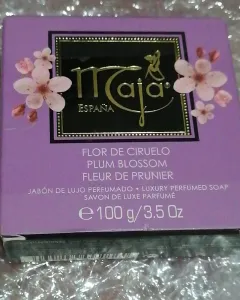 Maja®
ESPAÑA
FLOR DE CIRUELO
PLUM BLOSSOM
FLEUR DE PRUNIER
JABÓN DE LUJO PERFUMADO • LUXURY PERFUMED SOAP
SAVON DE LUXE PARFUMÉ
℮ 100 g/3.5 Oz